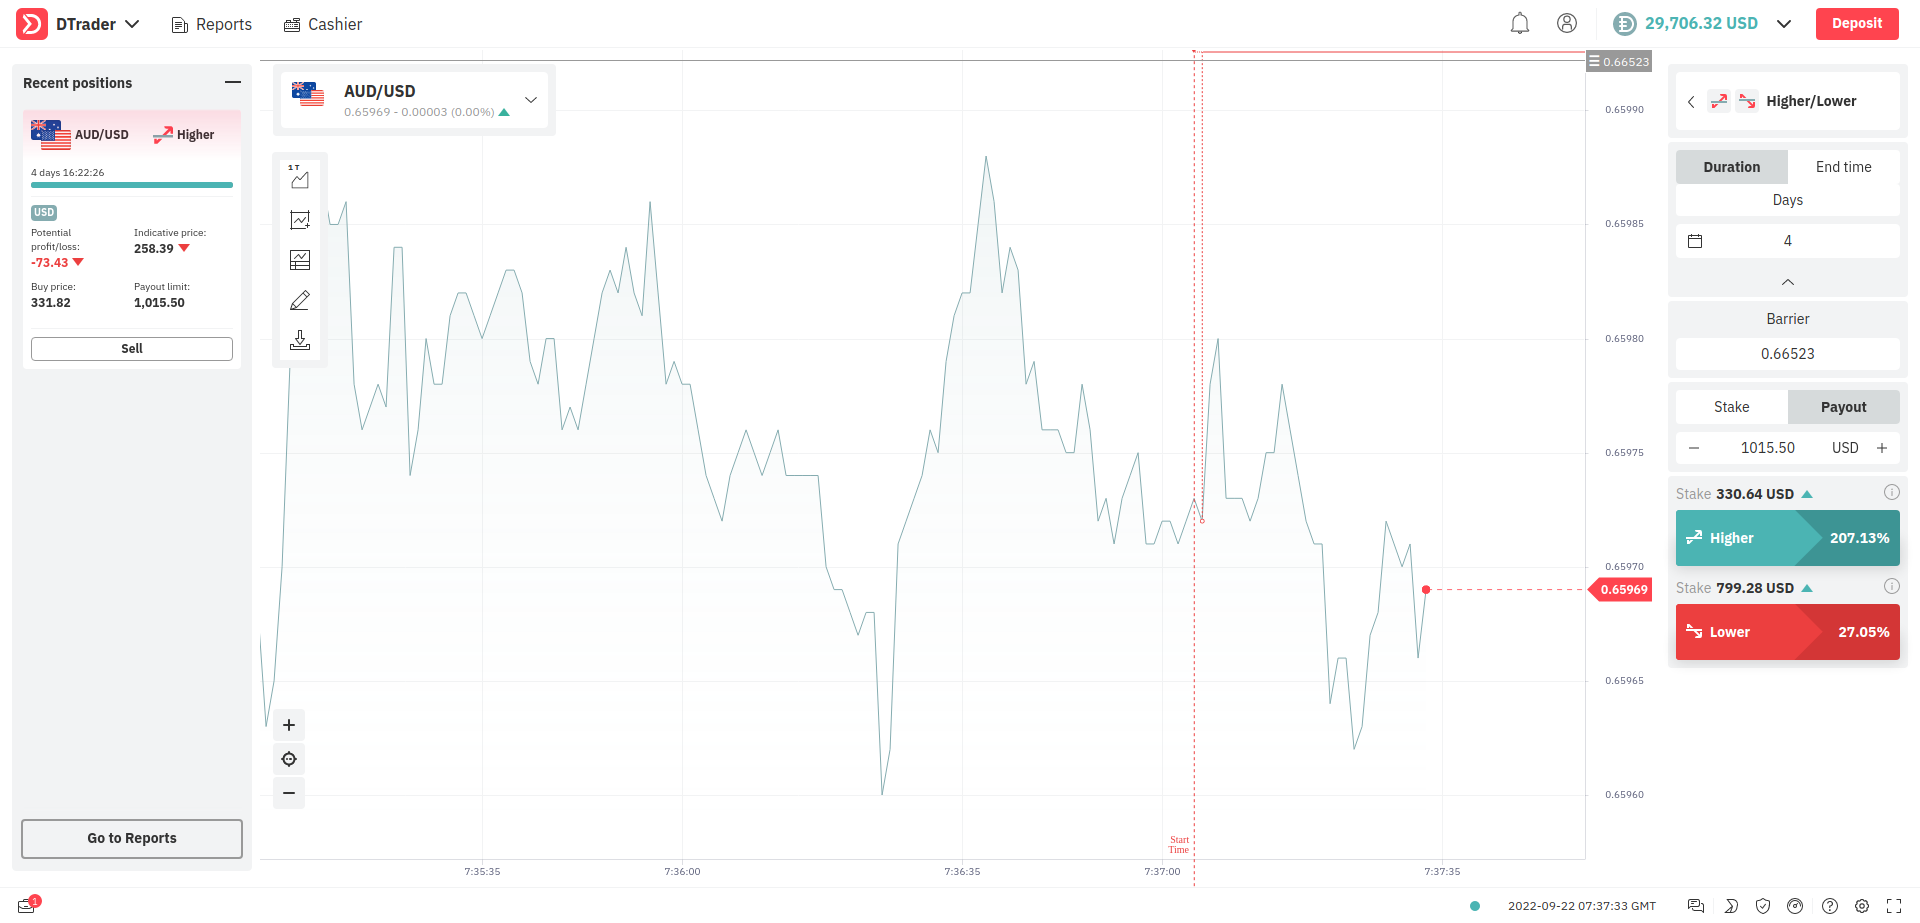 DTrader
Reports
Cashier
29,706.32 USD
Deposit
Recent positions
AUD/USD
Higher
4 days 16:22:26
USD
Potential
profit/loss:
-73.43
Indicative price:
258.39
Buy price:
331.82
Payout limit:
1,015.50
Sell
Go to Reports
AUD/USD
0.65969 - 0.00003 (0.00%)
1 T
0.66523
0.65990
0.65985
0.65980
0.65975
0.65970
0.65969
0.65965
0.65960
Start
Time
7:35:35
7:36:00
7:36:35
7:37:00
7:37:35
Higher/Lower
Duration
End time
Days
4
Barrier
0.66523
Stake
Payout
1015.50
USD
Stake 330.64 USD
Higher
207.13%
Stake 799.28 USD
Lower
27.05%
1
2022-09-22 07:37:33 GMT